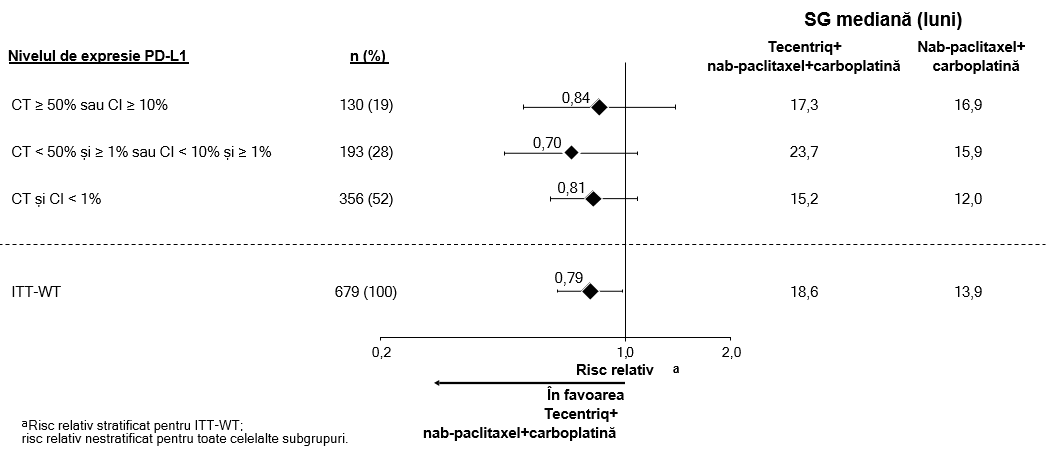 SG mediană (luni)
Nivelul de expresie PD-L1 n (%) Tecentriq+ nab-paclitaxel+carboplatină Nab-paclitaxel+ carboplatină
CT ≥ 50% sau CI ≥ 10% 130 (19) 0,84 17,3 16,9
CT < 50% și ≥ 1% sau CI < 10% și ≥ 1% 193 (28) 0,70 23,7 15,9
CT și CI < 1% 356 (52) 0,81 15,2 12,0
ITT-WT 679 (100) 0,79 18,6 13,9
0,2 1,0 2,0
Risc relativ a
În favoarea
Tecentriq+
nab-paclitaxel+carboplatină
aRisc relativ stratificat pentru ITT-WT;
risc relativ nestratificat pentru toate celelalte subgrupuri.